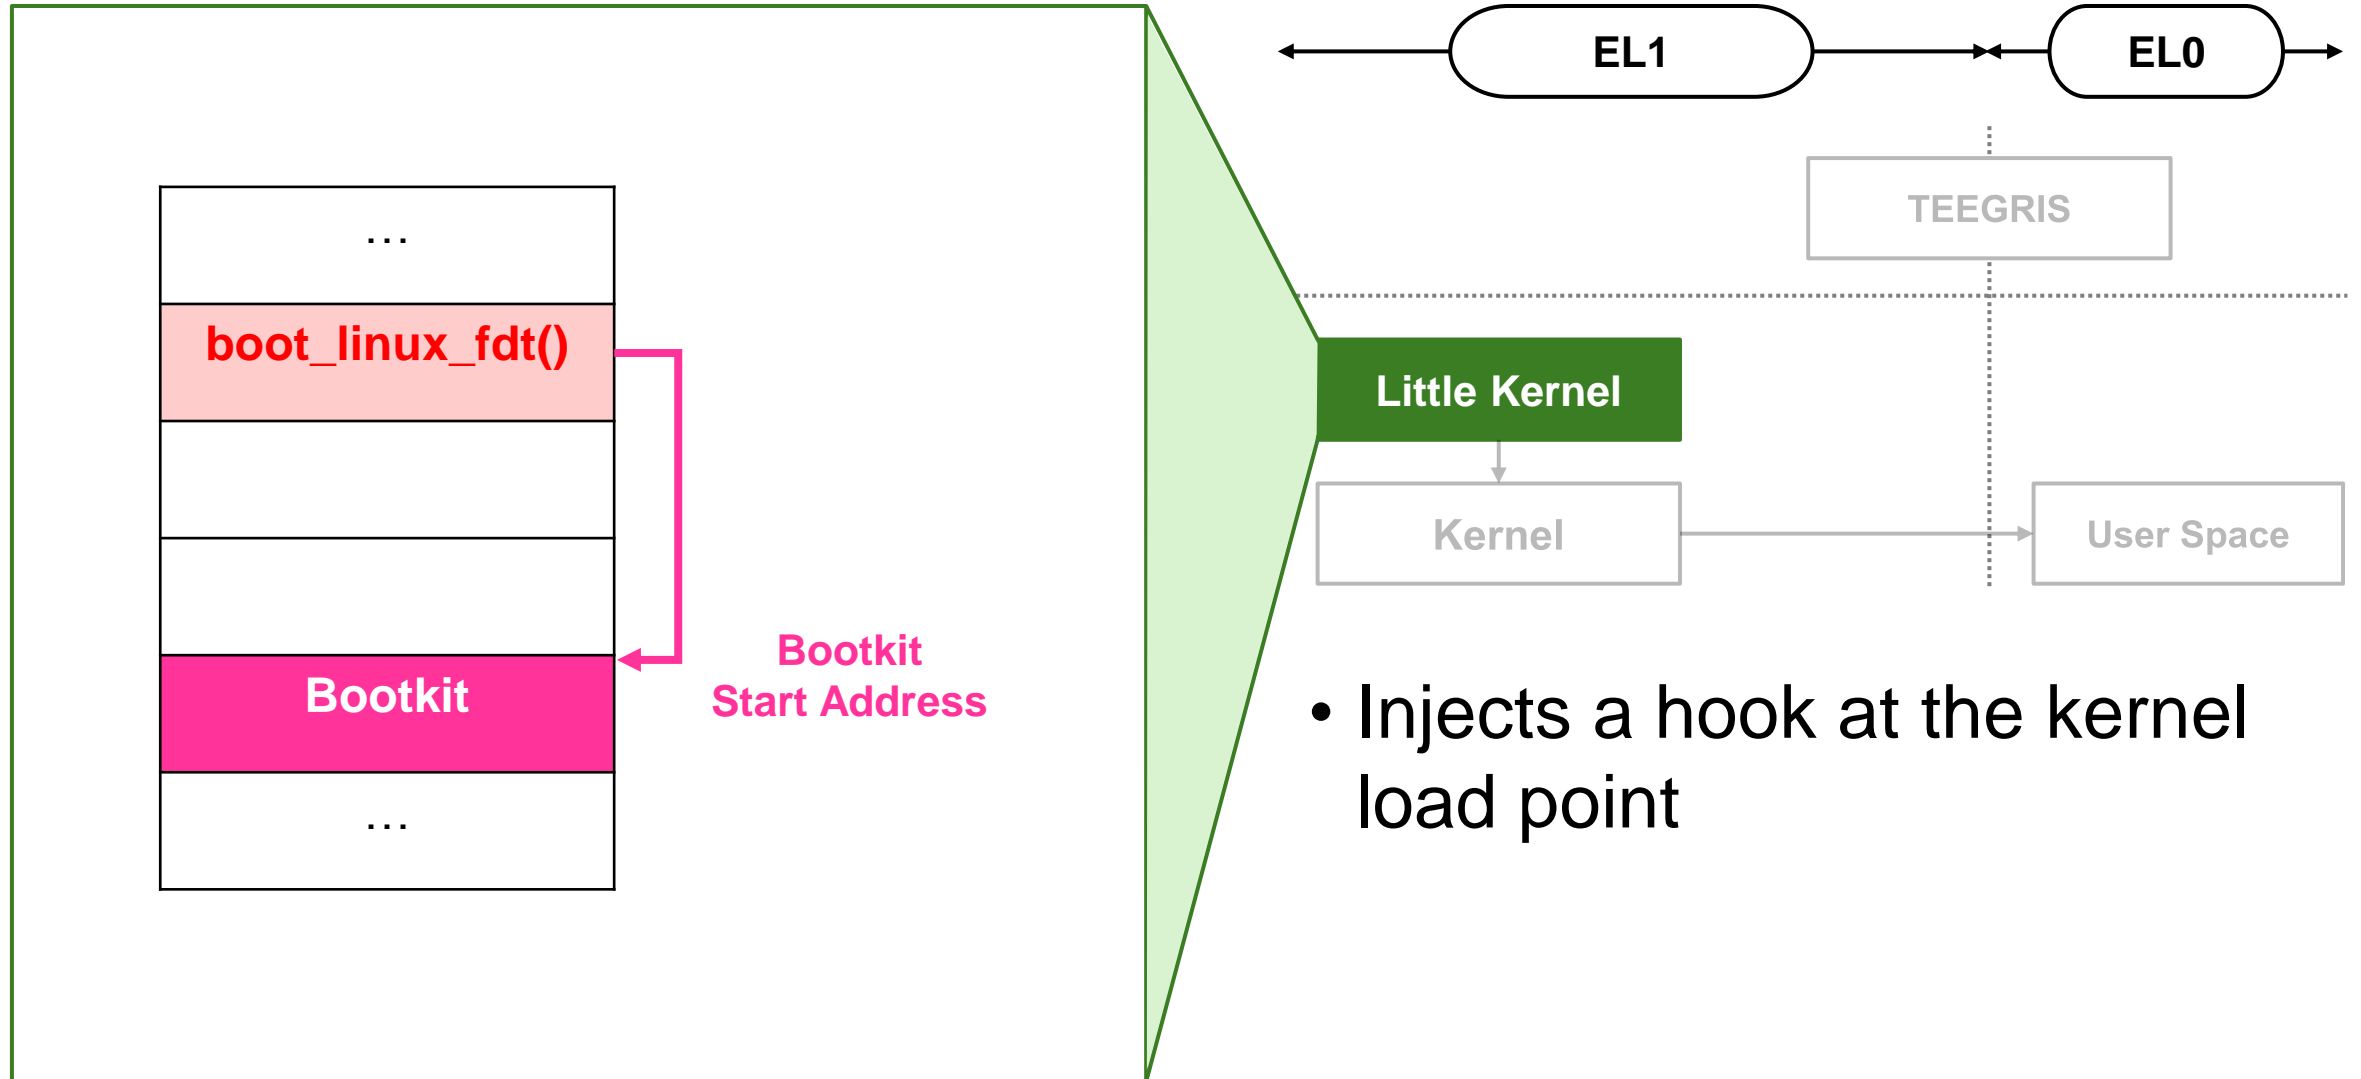 ...
boot_linux_fdt()
Bootkit
...
Bootkit
Start Address
EL1
EL0
TEEGRIS
Little Kernel
Kernel
User Space
• Injects a hook at the kernel
load point